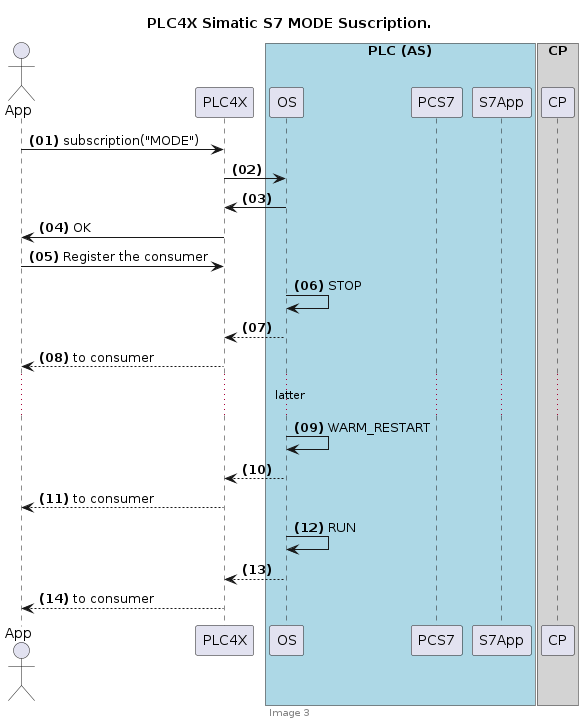 PLC4X Simatic S7 MODE Suscription.
PLC (AS)
CP
App
PLC4X
OS
PCS7
S7App
CP
(01) subscription("MODE")
(02)
(03)
(04) OK
(05) Register the consumer
(06) STOP
(07)
(08) to consumer
latter
(09) WARM_RESTART
(10)
(11) to consumer
(12) RUN
(13)
(14) to consumer
App
PLC4X
OS
PCS7
S7App
CP
Image 3